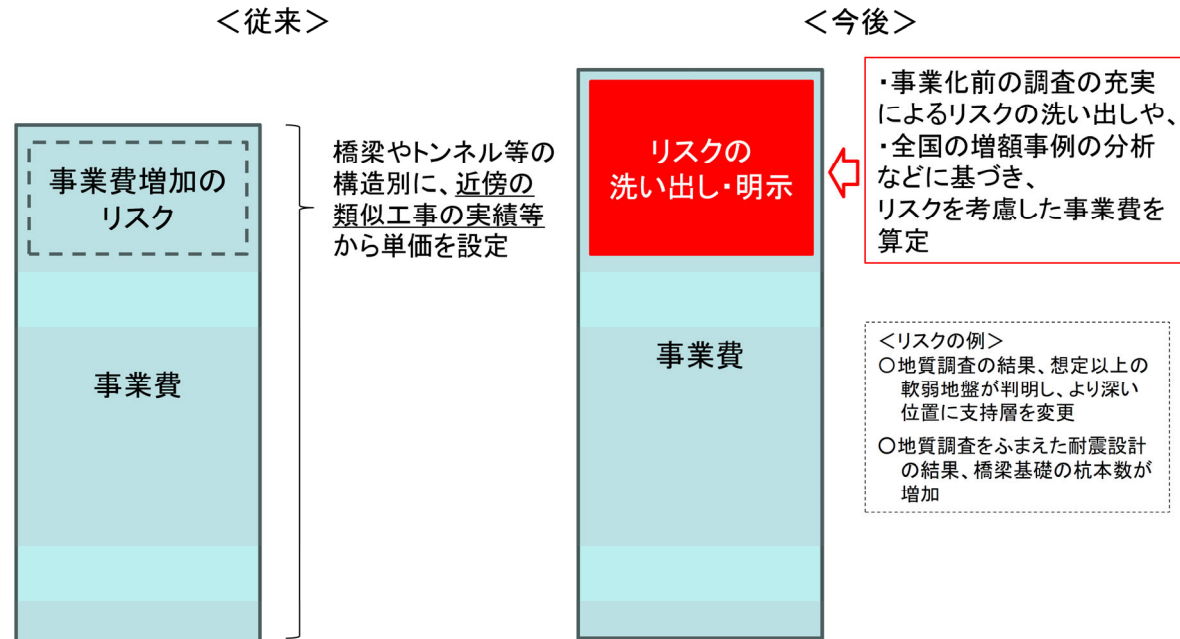 ＜従来＞
＜今後＞
事業費増加の
リスク
事業費
橋梁やトンネル等の
構造別に、近傍の
類似工事の実績等
から単価を設定
リスクの
洗い出し・明示
事業費
・事業化前の調査の充実
によるリスクの洗い出しや、
・全国の増額事例の分析
などに基づき、
リスクを考慮した事業費を
算定
＜リスクの例＞
○地質調査の結果、想定以上の
軟弱地盤が判明し、より深い
位置に支持層を変更
○地質調査をふまえた耐震設計
の結果、橋梁基礎の杭本数が
増加